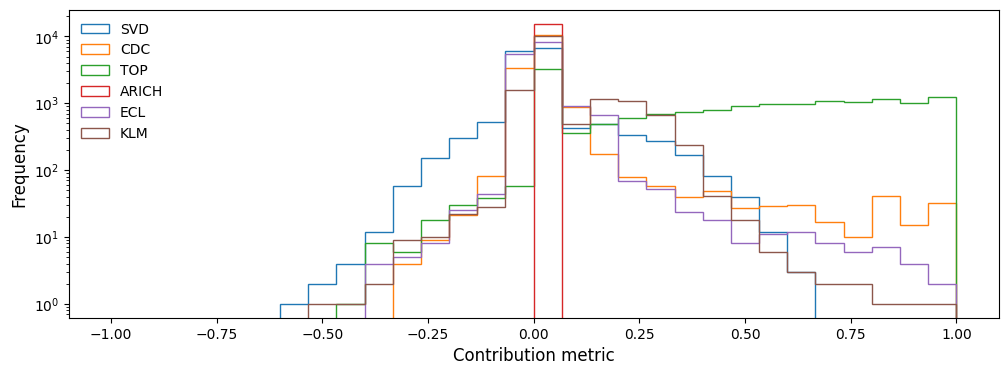 SVD
CDC
TOP
ARICH
ECL
KLM
Frequency
10⁴
10³
10²
10¹
10⁰
−1.00 −0.75 −0.50 −0.25 0.00 0.25 0.50 0.75 1.00
Contribution metric